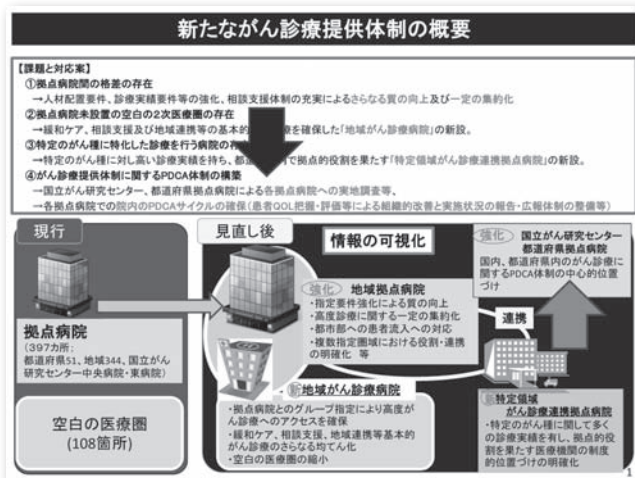 新たながん診療提供体制の概要
【課題と対応案】
①拠点病院間の格差の存在
→人材配置要件、診療実績要件等の強化、相談支援体制の充実によるさらなる質の向上及び一定の集約化
②拠点病院未設置の空白の2次医療圏の存在
→緩和ケア、相談支援及び地域連携等の基本的 を確保した「地域がん診療病院」の新設。
③特定のがん種に特化した診療を行う病院の
→特定のがん種に対し高い診療実績を持ち、都 内で拠点的役割を果たす「特定領域がん診療連携拠点病院」の新設。
④がん診療提供体制に関するPDCA体制の構築
→国立がん研究センター、都道府県拠点病院による各拠点病院への実地調査等、
→各拠点病院での院内のPDCAサイクルの確保(患者QOL把握・評価等による組織的改善と実施状況の報告・広報体制の整備等)
現行
拠点病院
(397カ所:
都道府県51、地域344、国立がん
研究センター中央病院・東病院)
空白の医療圏
(108箇所)
見直し後
情報の可視化
強化 地域拠点病院
・指定要件強化による質の向上
・高度診療に関する一定の集約化
・都市部への患者流入への対応
・複数指定圏域における役割・連携
の明確化 等
新 地域がん診療病院
・拠点病院とのグループ指定により高度が
ん診療へのアクセスを確保
・緩和ケア、相談支援、地域連携等基本的
がん診療のさらなる均てん化
・空白の医療圏の縮小
強化 国立がん研究センター
都道府県拠点病院
国内、都道府県内のがん診療に
関するPDCA体制の中心的位置
づけ
連携
新 特定領域
がん診療連携拠点病院
・特定のがん種に関して多く
の診療実績を有し、拠点的役
割を果たす医療機関の制度
的位置づけの明確化
1